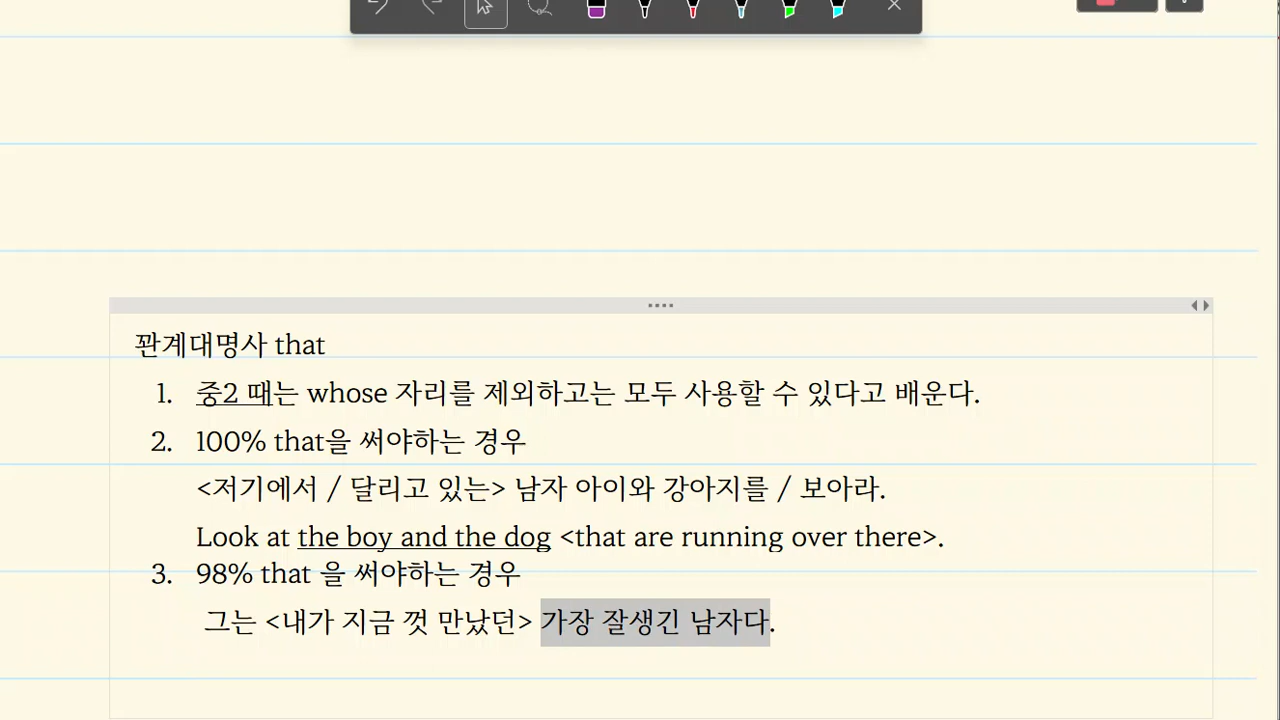 관계대명사 that
1. 중2 때는 whose 자리를 제외하고는 모두 사용할 수 있다고 배운다.
2. 100% that을 써야하는 경우
<저기에서 / 달리고 있는> 남자 아이와 강아지를 / 보아라.
Look at the boy and the dog <that are running over there>.
3. 98% that 을 써야하는 경우
그는 <내가 지금 껏 만났던> 가장 잘생긴 남자다.